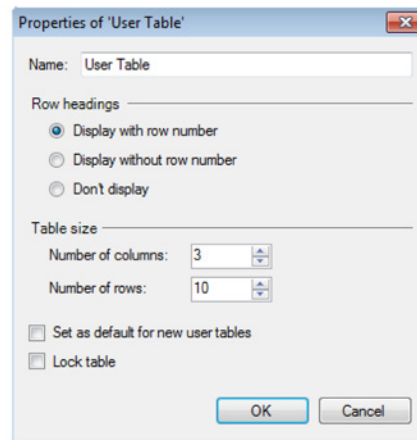 Properties of 'User Table'
Name: User Table
Row headings
Display with row number
Display without row number
Don't display
Table size
Number of columns: 3
Number of rows: 10
Set as default for new user tables
Lock table
OK Cancel